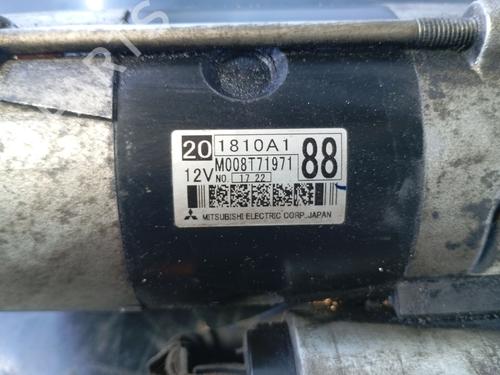 20 1810A1
12V M008T71971 88
NO 17 22
MITSUBISHI ELECTRIC CORP. JAPAN